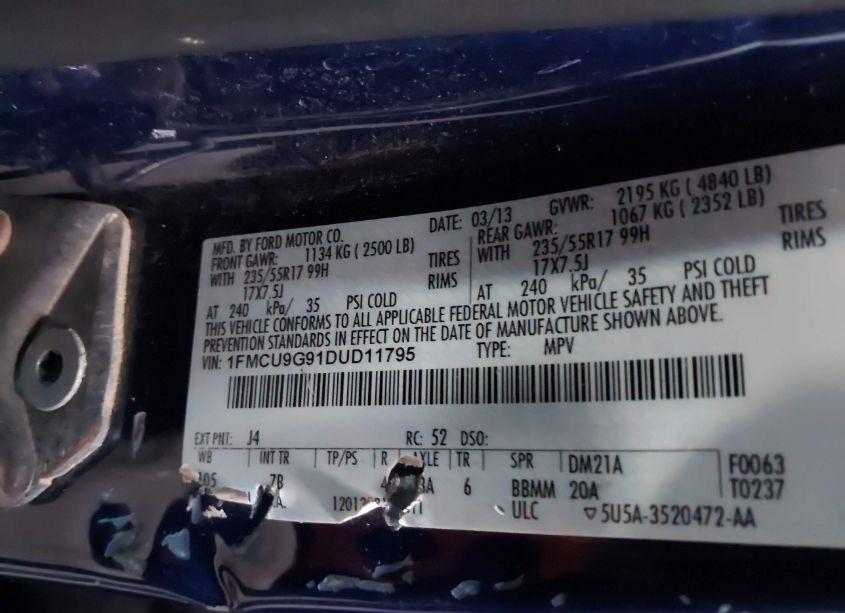 MFD. BY FORD MOTOR CO. DATE: 03/13 GVWR: 2195 KG ( 4840 LB)
FRONT GAWR: 1134 KG ( 2500 LB) REAR GAWR: 1067 KG ( 2352 LB)
WITH 235/55R17 99H TIRES WITH 235/55R17 99H TIRES
17X7.5J RIMS 17X7.5J RIMS
AT 240 kPa/ 35 PSI COLD AT 240 kPa/ 35 PSI COLD
THIS VEHICLE CONFORMS TO ALL APPLICABLE FEDERAL MOTOR VEHICLE SAFETY AND THEFT
PREVENTION STANDARDS IN EFFECT ON THE DATE OF MANUFACTURE SHOWN ABOVE.
VIN: 1FMCU9G91DUD11795 TYPE: MPV
EXT PNT: J4 RC: 52 DSO:
WB INT TR TP/PS R AXLE TR SPR DM21A F0063
105 7B 6 BBMM 20A T0237
ULC ▽5U5A-3520472-AA